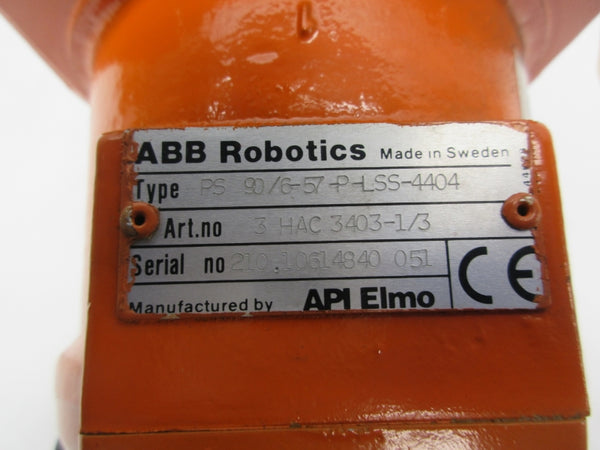 ABB Robotics Made in Sweden
Type PS 90/6-57-P-LSS-4404
Art.no 3 HAC 3403-1/3
Serial no 210.10614840 051
Manufactured by API Elmo CE